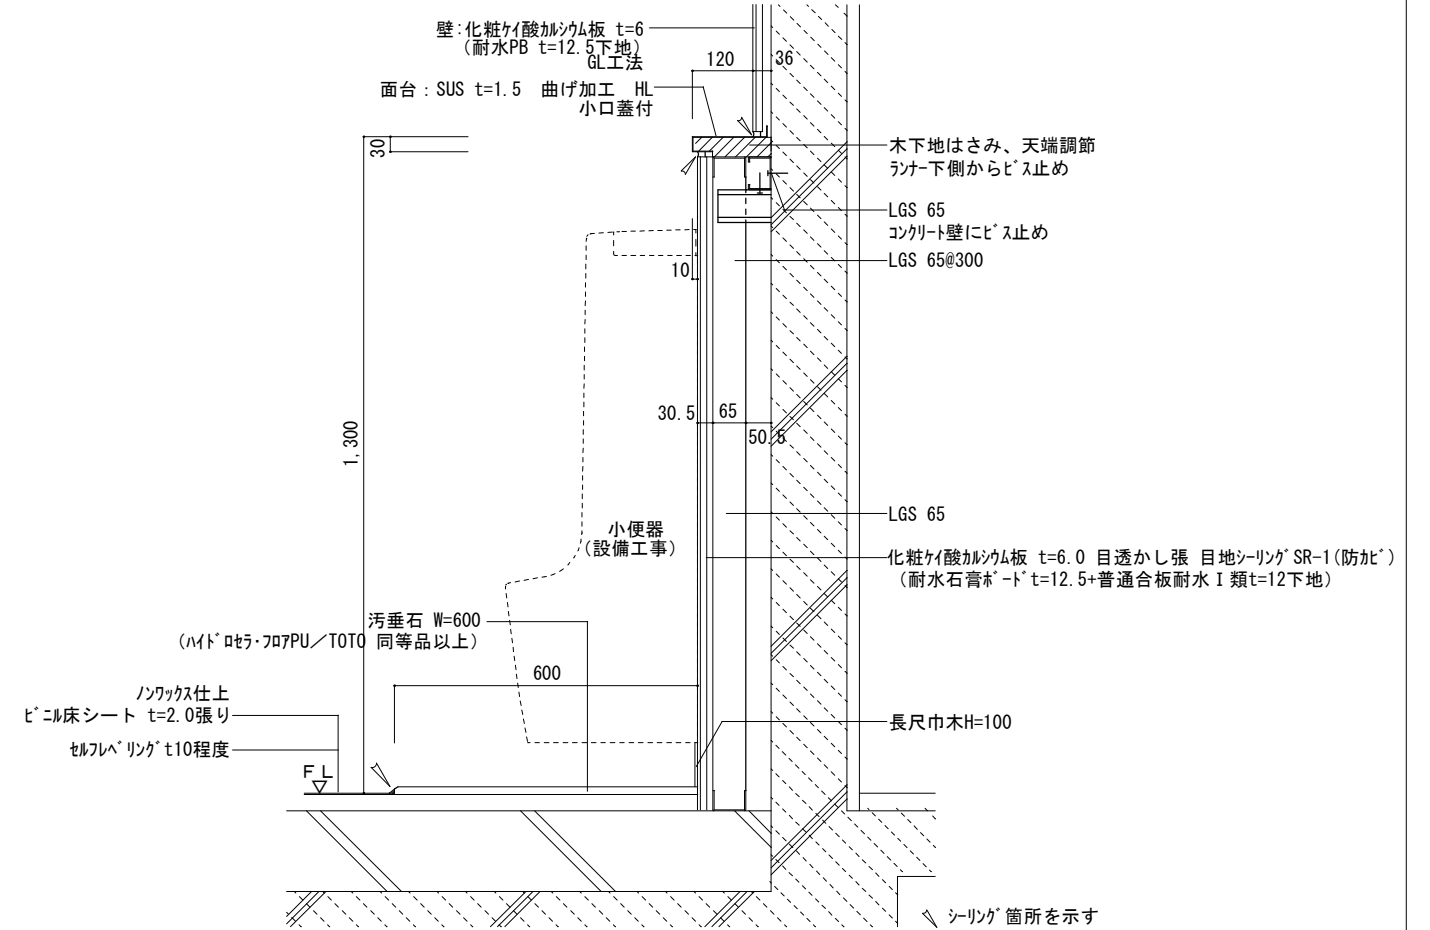 壁:化粧ｹｲ酸ｶﾙｼｳﾑ板 t=6
(耐水PB t=12.5下地)
GL工法
120
36
面台：SUS t=1.5　曲げ加工　HL
小口蓋付
30
木下地はさみ、天端調節
ﾗﾝﾅｰ下側からﾋﾞｽ止め
LGS 65
ｺﾝｸﾘｰﾄ壁にﾋﾞｽ止め
LGS 65@300
10
1,300
30.5
65
50.5
LGS 65
小便器
(設備工事)
化粧ｹｲ酸ｶﾙｼｳﾑ板 t=6.0 目透かし張 目地ｼｰﾘﾝｸﾞSR-1(防ｶﾋﾞ)
(耐水石膏ﾎﾞｰﾄﾞt=12.5+普通合板耐水Ⅰ類t=12下地)
汚垂石 W=600
(ﾊｲﾄﾞﾛｾﾗ･ﾌﾛｱPU／TOTO 同等品以上)
600
ﾉﾝﾜｯｸｽ仕上
ﾋﾞﾆﾙ床シート t=2.0張り
ｾﾙﾌﾚﾍﾞﾘﾝｸﾞt10程度
長尺巾木H=100
FL
ｼｰﾘﾝｸﾞ箇所を示す